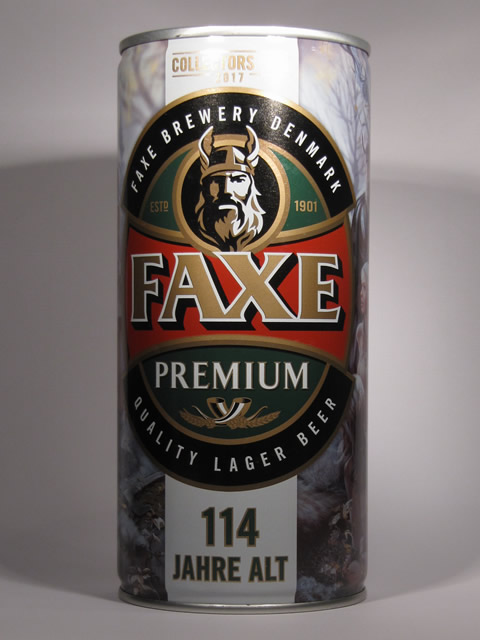 COLLECTORS
2017
FAXE BREWERY DENMARK
ESTD 1901
FAXE
PREMIUM
QUALITY LAGER BEER
114
JAHRE ALT